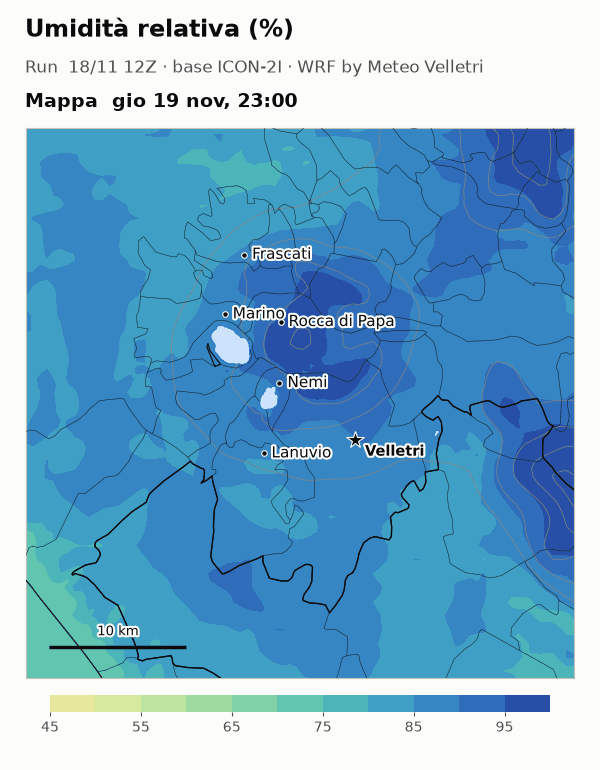 Umidità relativa (%)
Run  18/11 12Z · base ICON-2I · WRF by Meteo Velletri
Mappa  gio 19 nov, 23:00
Frascati
Marino
Rocca di Papa
Nemi
Velletri
Lanuvio
10 km
45 55 65 75 85 95